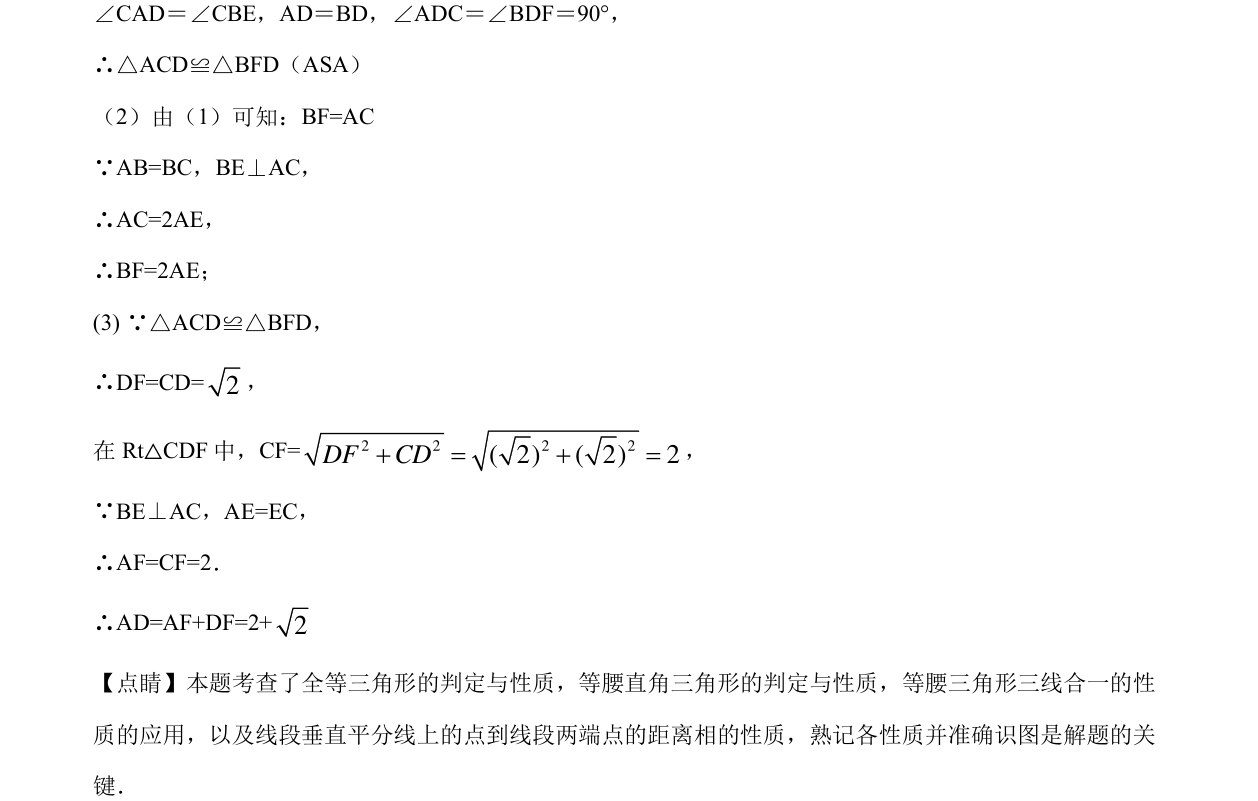 ∠CAD＝∠CBE，AD＝BD，∠ADC＝∠BDF＝90°，
∴△ACD≌△BFD（ASA）
（2）由（1）可知：BF=AC
∵AB=BC，BE⊥AC，
∴AC=2AE，
∴BF=2AE；
(3) ∵△ACD≌△BFD，
∴DF=CD=√2，
在 Rt△CDF 中，CF=√(DF²+CD²)=√((√2)²+(√2)²)=2，
∵BE⊥AC，AE=EC，
∴AF=CF=2．
∴AD=AF+DF=2+√2
【点睛】本题考查了全等三角形的判定与性质，等腰直角三角形的判定与性质，等腰三角形三线合一的性
质的应用，以及线段垂直平分线上的点到线段两端点的距离相的性质，熟记各性质并准确识图是解题的关
键．